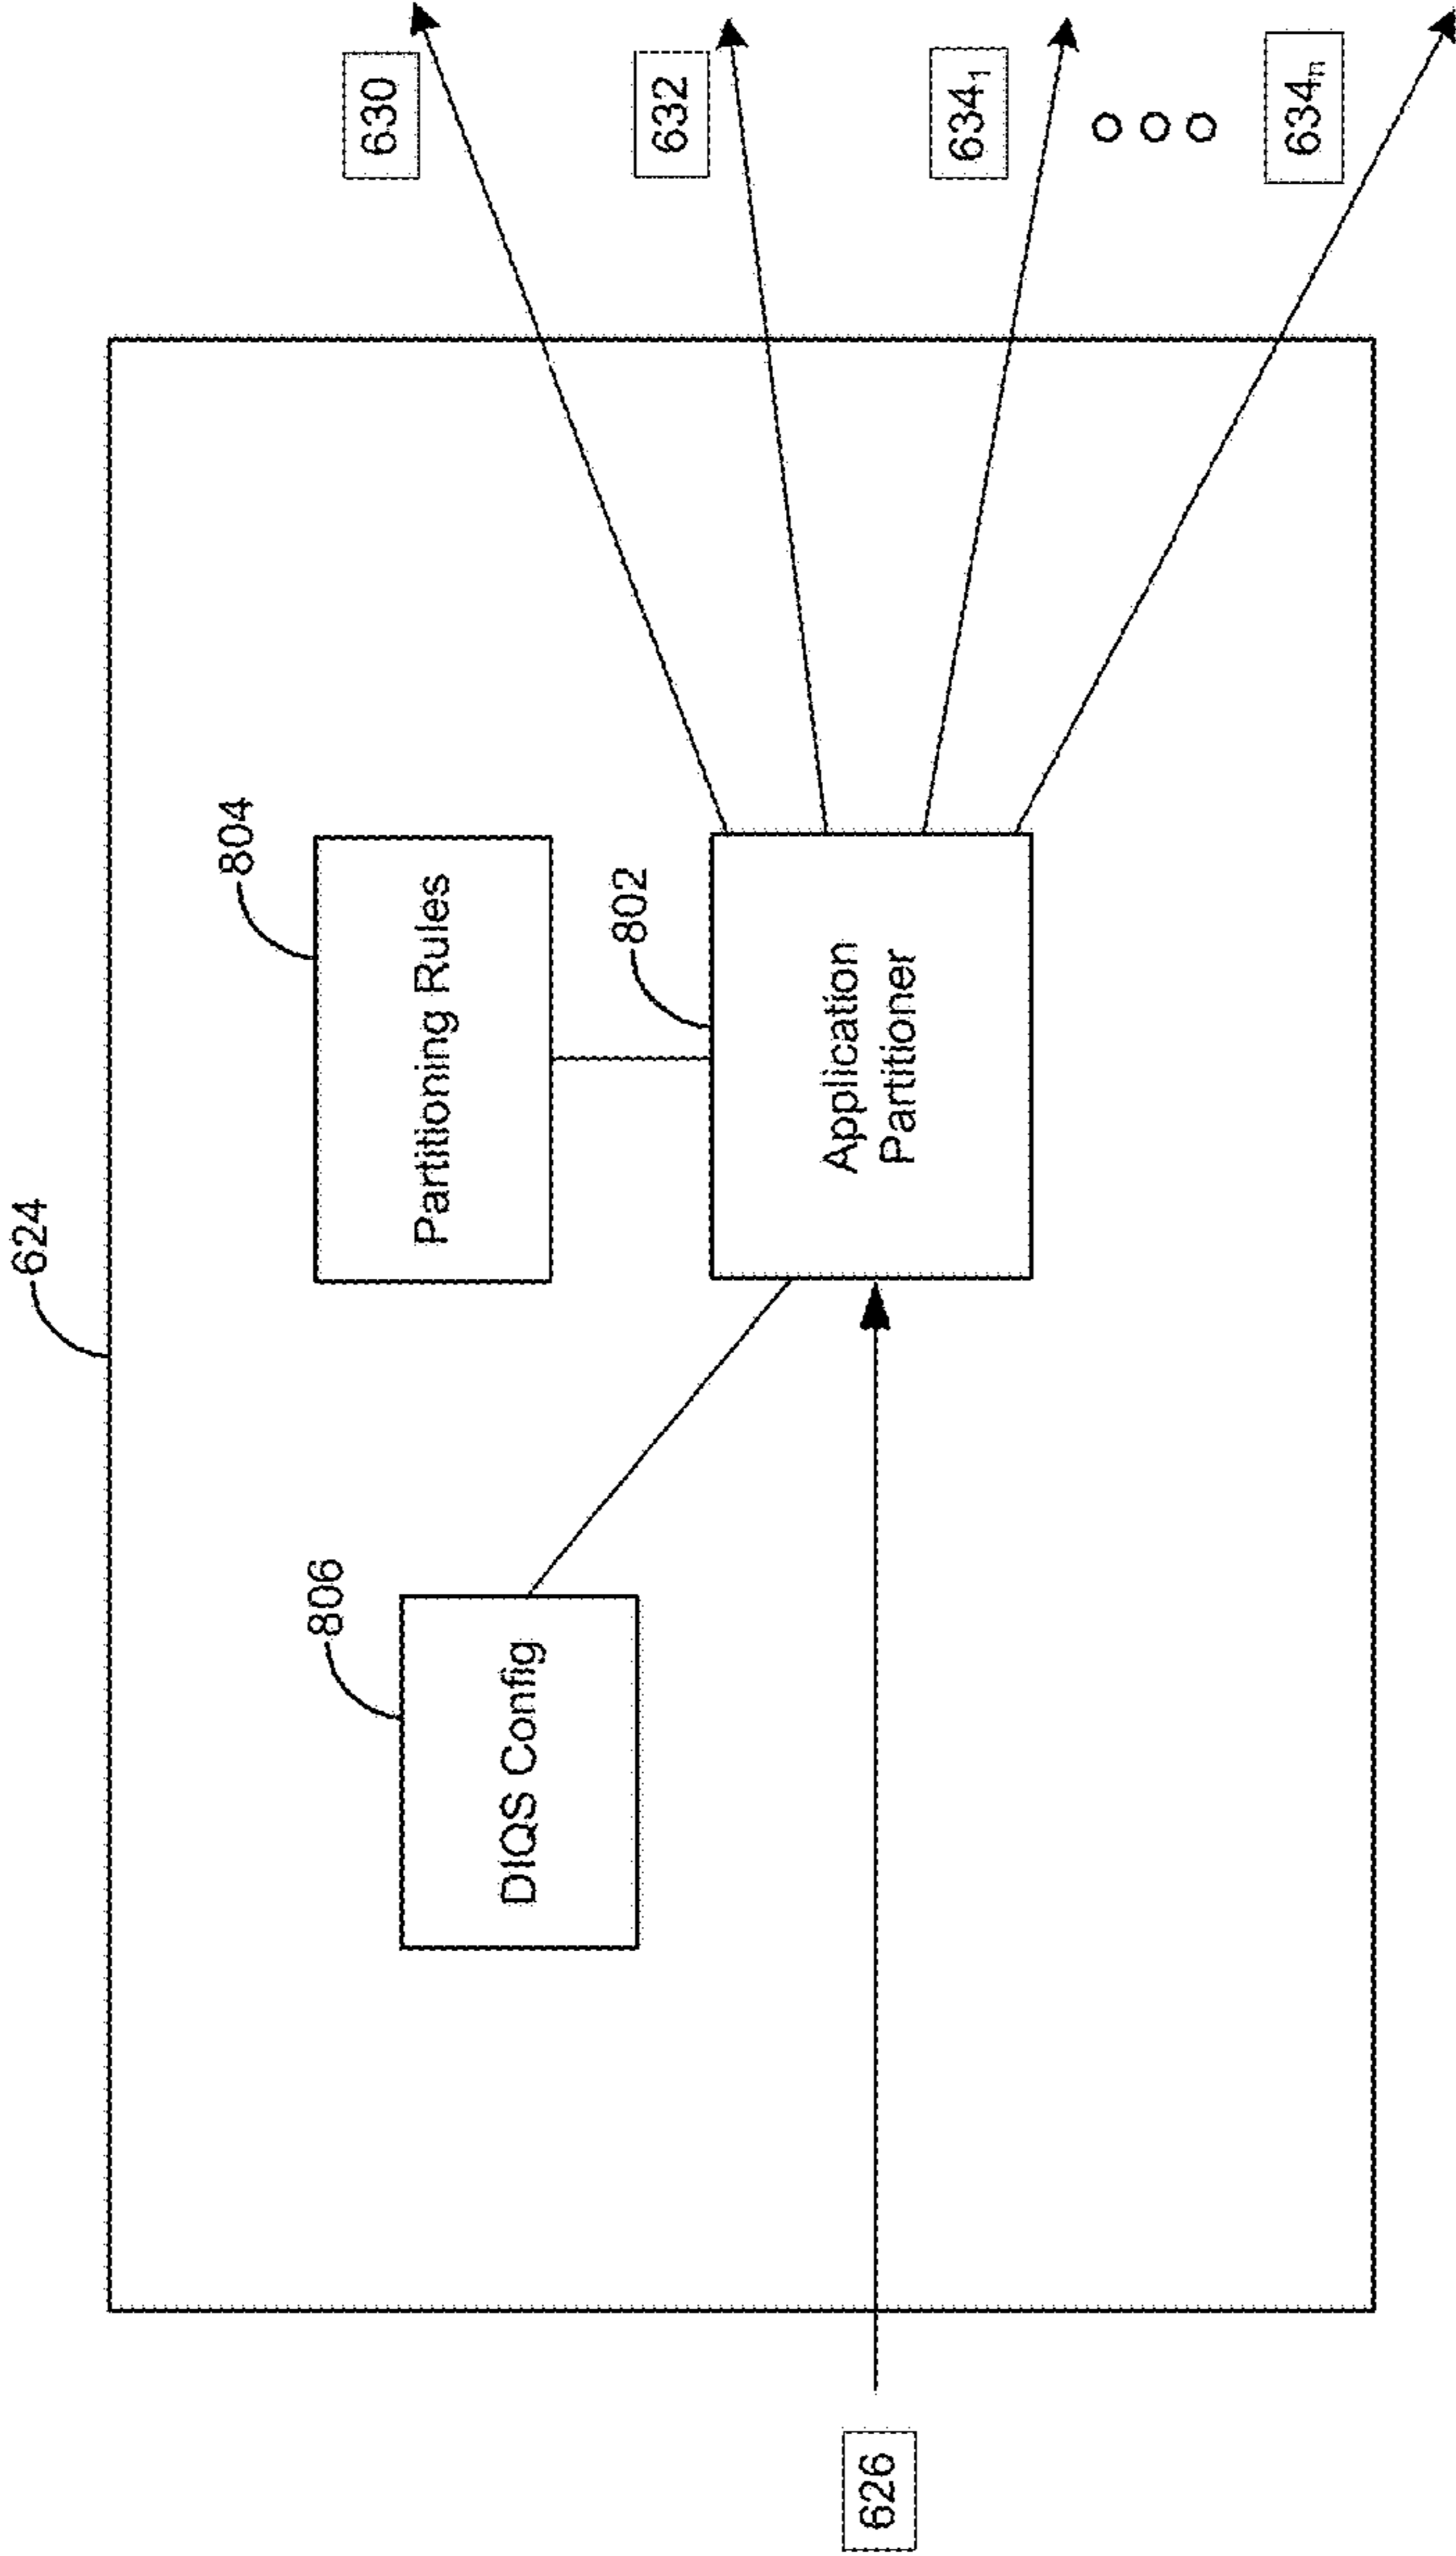 624
804
Partitioning Rules
806
DIQS Config
802
Application
Partitioner
626
630
632
634₁
634ₙ